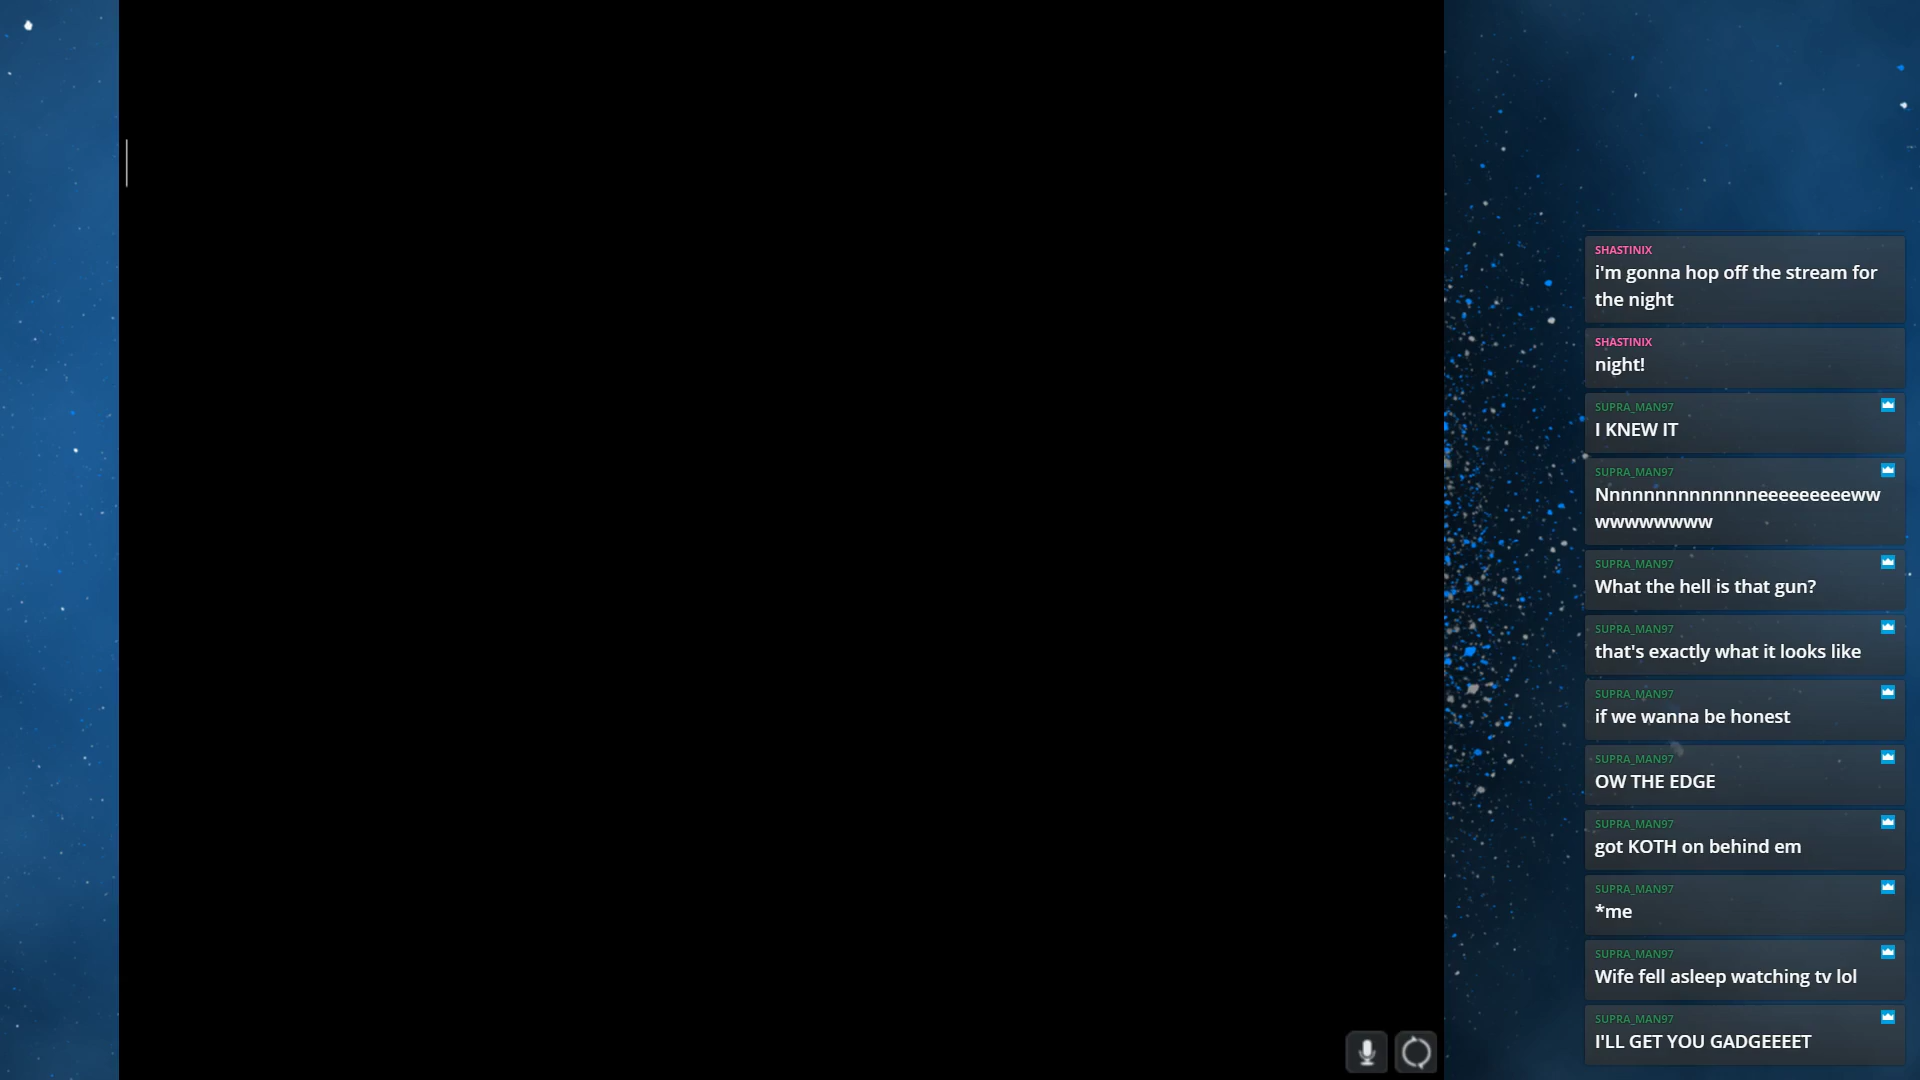 SHASTINIX
i'm gonna hop off the stream for
the night
SHASTINIX
night!
SUPRA_MAN97
I KNEW IT
SUPRA_MAN97
Nnnnnnnnnnnnnneeeeeeeeeww
wwwwwwww
SUPRA_MAN97
What the hell is that gun?
SUPRA_MAN97
that's exactly what it looks like
SUPRA_MAN97
if we wanna be honest
SUPRA_MAN97
OW THE EDGE
SUPRA_MAN97
got KOTH on behind em
SUPRA_MAN97
*me
SUPRA_MAN97
Wife fell asleep watching tv lol
SUPRA_MAN97
I'LL GET YOU GADGEEEET